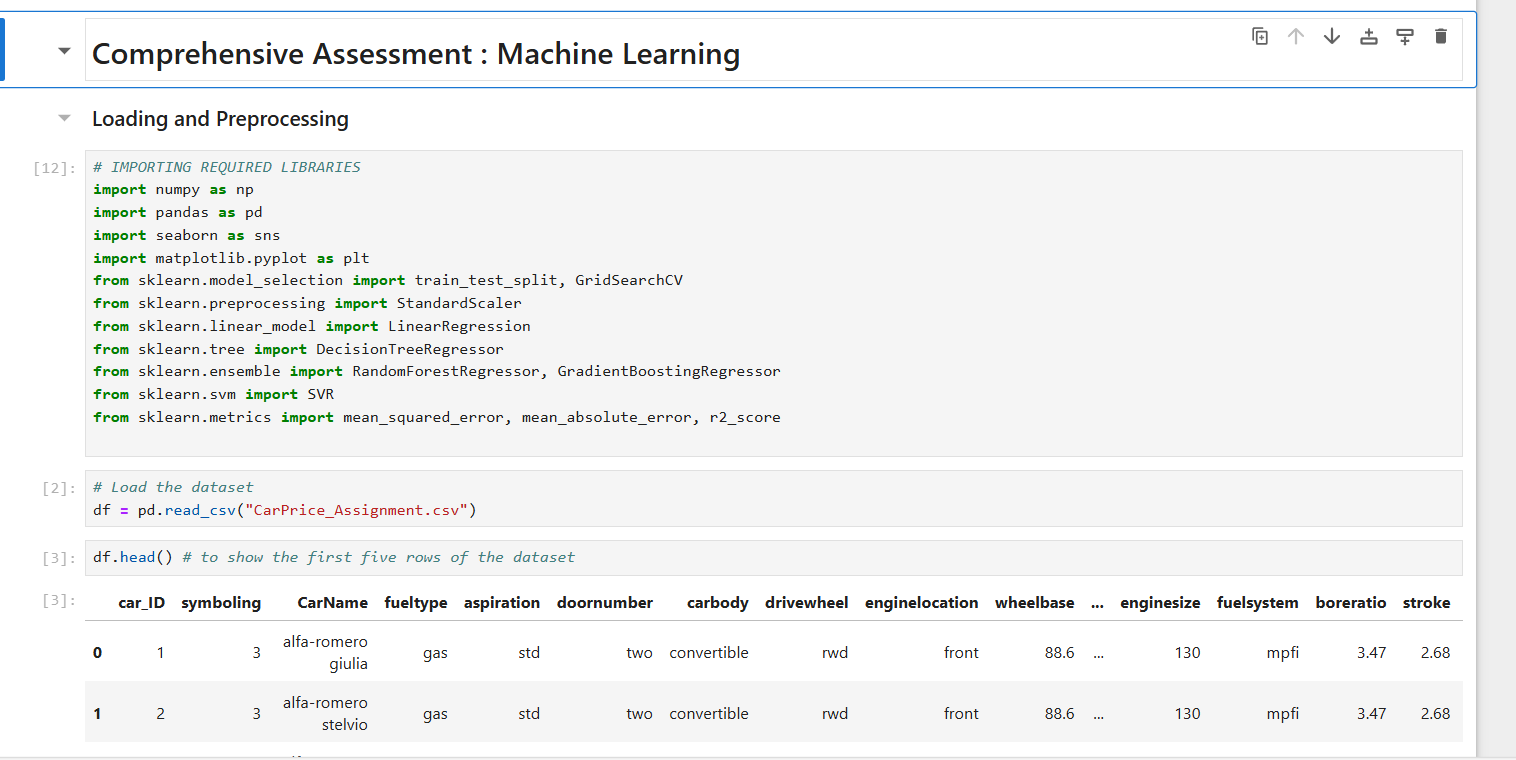 Comprehensive Assessment : Machine Learning
Loading and Preprocessing
[12]:
# IMPORTING REQUIRED LIBRARIES
import numpy as np
import pandas as pd
import seaborn as sns
import matplotlib.pyplot as plt
from sklearn.model_selection import train_test_split, GridSearchCV
from sklearn.preprocessing import StandardScaler
from sklearn.linear_model import LinearRegression
from sklearn.tree import DecisionTreeRegressor
from sklearn.ensemble import RandomForestRegressor, GradientBoostingRegressor
from sklearn.svm import SVR
from sklearn.metrics import mean_squared_error, mean_absolute_error, r2_score
[2]:
# Load the dataset
df = pd.read_csv("CarPrice_Assignment.csv")
[3]:
df.head() # to show the first five rows of the dataset
[3]:
car_ID symboling CarName fueltype aspiration doornumber carbody drivewheel enginelocation wheelbase ... enginesize fuelsystem boreratio stroke
0 1 3 alfa-romero giulia gas std two convertible rwd front 88.6 ... 130 mpfi 3.47 2.68
1 2 3 alfa-romero stelvio gas std two convertible rwd front 88.6 ... 130 mpfi 3.47 2.68